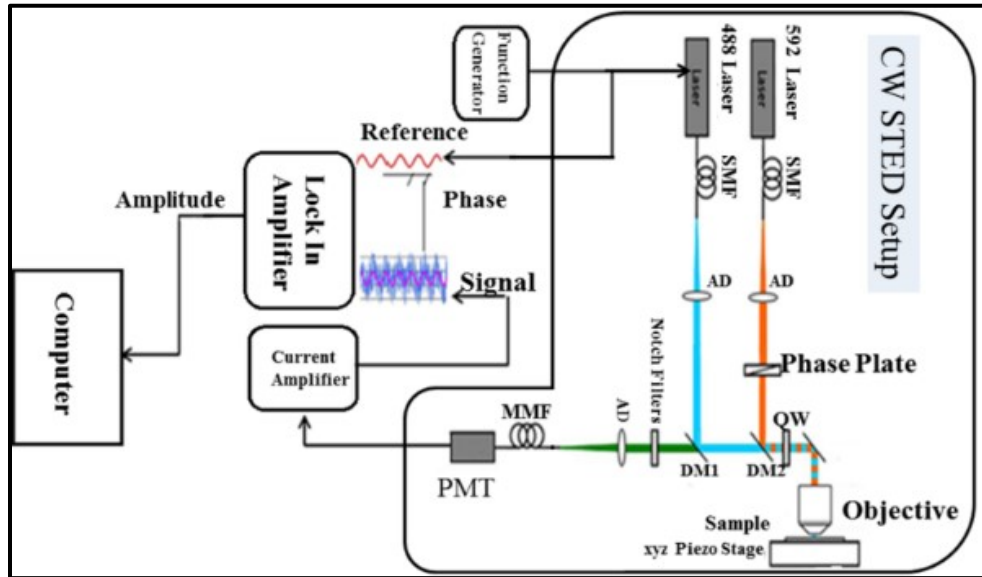 Function
Generator
488 Laser
Laser
592 Laser
Laser
CW STED Setup
SMF
SMF
Reference
Lock In
Amplifier
Phase
Amplitude
Signal
AD
AD
Computer
Current
Amplifier
Notch Filters
Phase Plate
MMF
AD
QW
PMT
DM1
DM2
Objective
Sample
xyz Piezo Stage